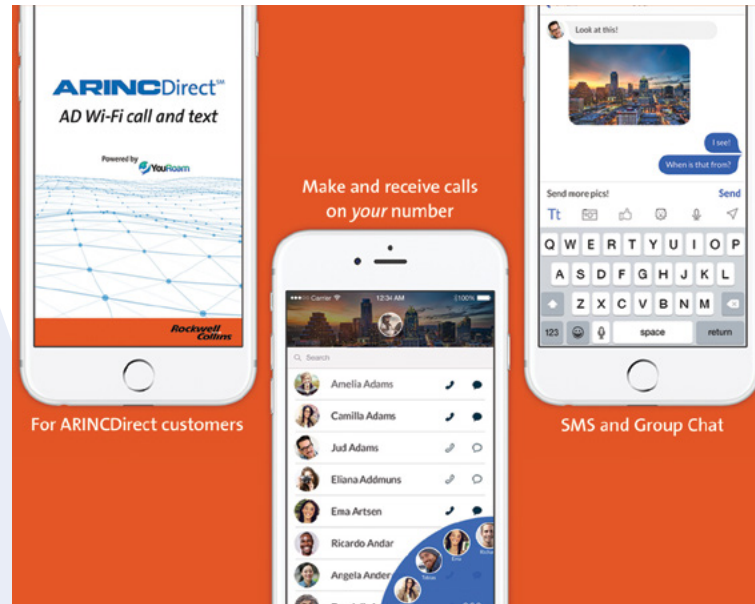 ARINCDirect℠
AD Wi-Fi call and text
Powered by
YouRoam
Rockwell
Collins
For ARINCDirect customers
Make and receive calls
on your number
Carrier
12:34 AM
100%
Search
Amelia Adams
Camilla Adams
Jud Adams
Eliana Addmuns
Ema Artsen
Ricardo Andar
Angela Ander
Ema
Tobias
Look at this!
I see!
When is that from?
Send more pics!
Send
Tt
Q W E R T Y U I O P
A S D F G H J K L
Z X C V B N M
123
space
return
SMS and Group Chat